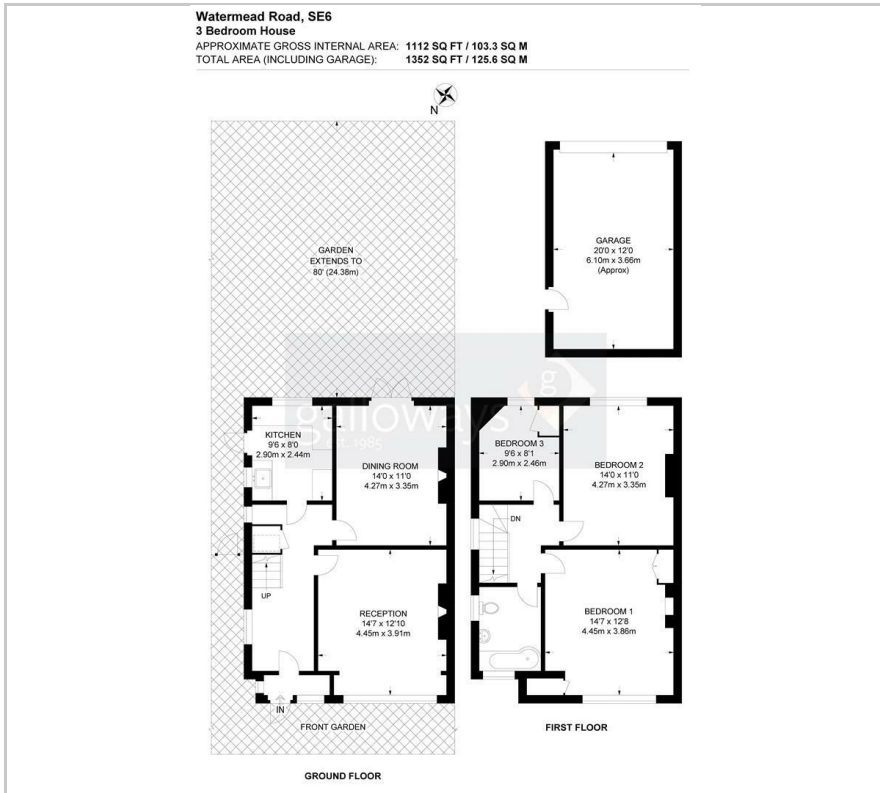 Watermead Road, SE6
3 Bedroom House
APPROXIMATE GROSS INTERNAL AREA: 1112 SQ FT / 103.3 SQ M
TOTAL AREA (INCLUDING GARAGE): 1352 SQ FT / 125.6 SQ M
N
GARDEN
EXTENDS TO
80' (24.38m)
GARAGE
20'0 x 12'0
6.10m x 3.66m
(Approx)
g
galloways
est. 1985
KITCHEN
9'6 x 8'0
2.90m x 2.44m
DINING ROOM
14'0 x 11'0
4.27m x 3.35m
BEDROOM 3
9'6 x 8'1
2.90m x 2.46m
BEDROOM 2
14'0 x 11'0
4.27m x 3.35m
DN
UP
RECEPTION
14'7 x 12'10
4.45m x 3.91m
BEDROOM 1
14'7 x 12'8
4.45m x 3.86m
IN
FRONT GARDEN
FIRST FLOOR
GROUND FLOOR